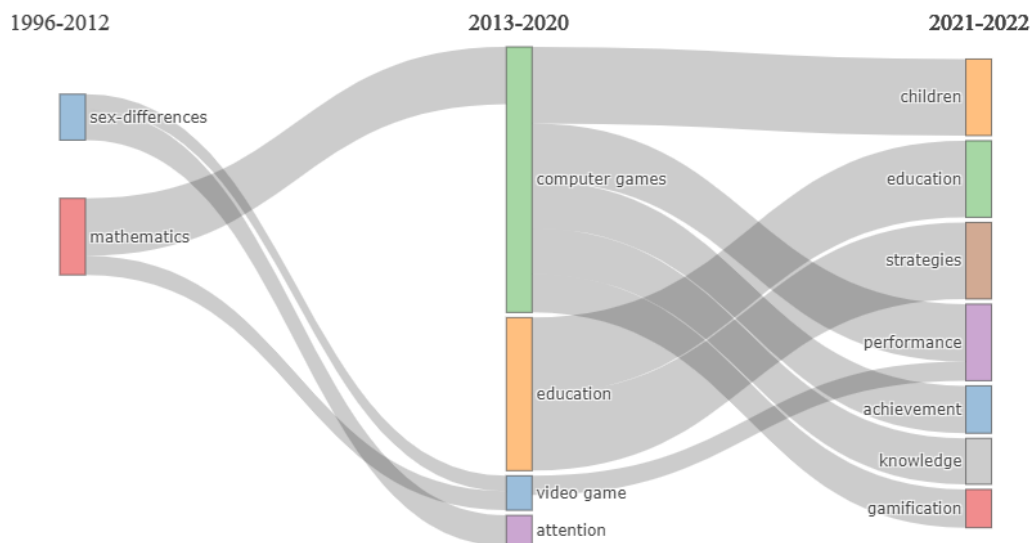 1996-2012
2013-2020
2021-2022
sex-differences
mathematics
computer games
education
video game
attention
children
education
strategies
performance
achievement
knowledge
gamification